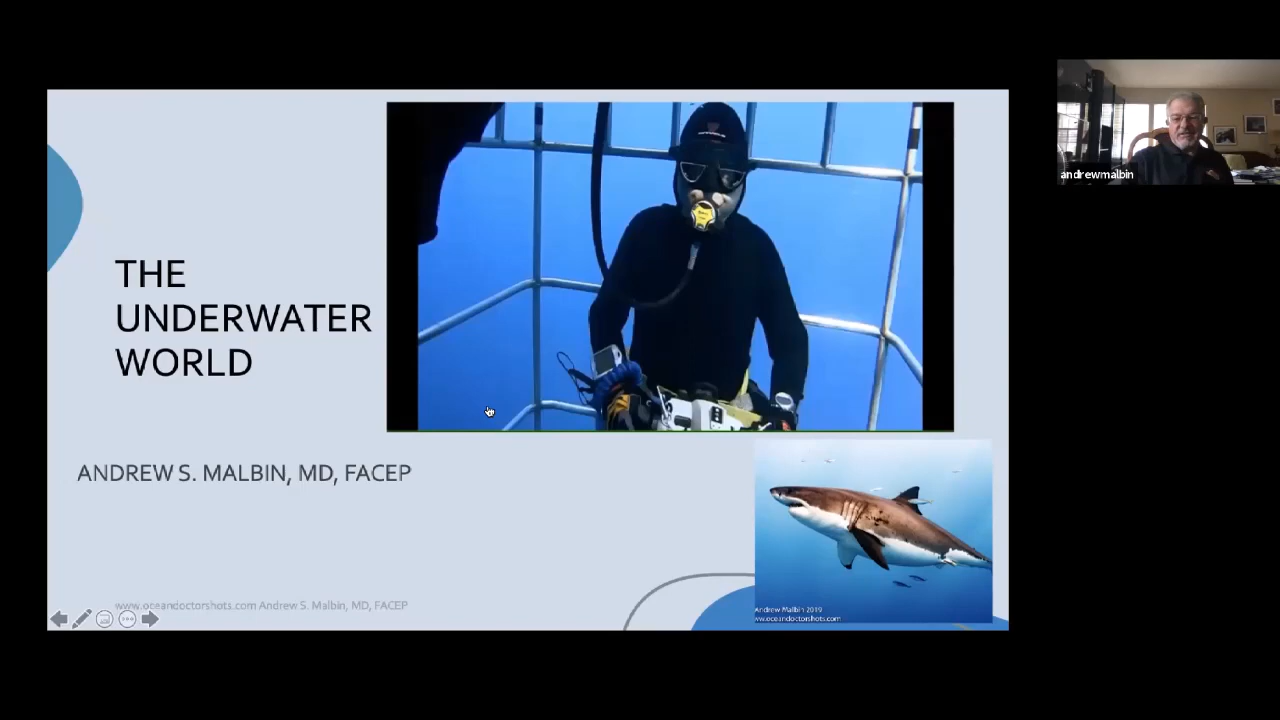 THE
UNDERWATER
WORLD
ANDREW S. MALBIN, MD, FACEP
www.oceandoctorshots.com Andrew S. Malbin, MD, FACEP
Andrew Malbin 2019
ww.oceandoctorshots.com
andrewmalbin